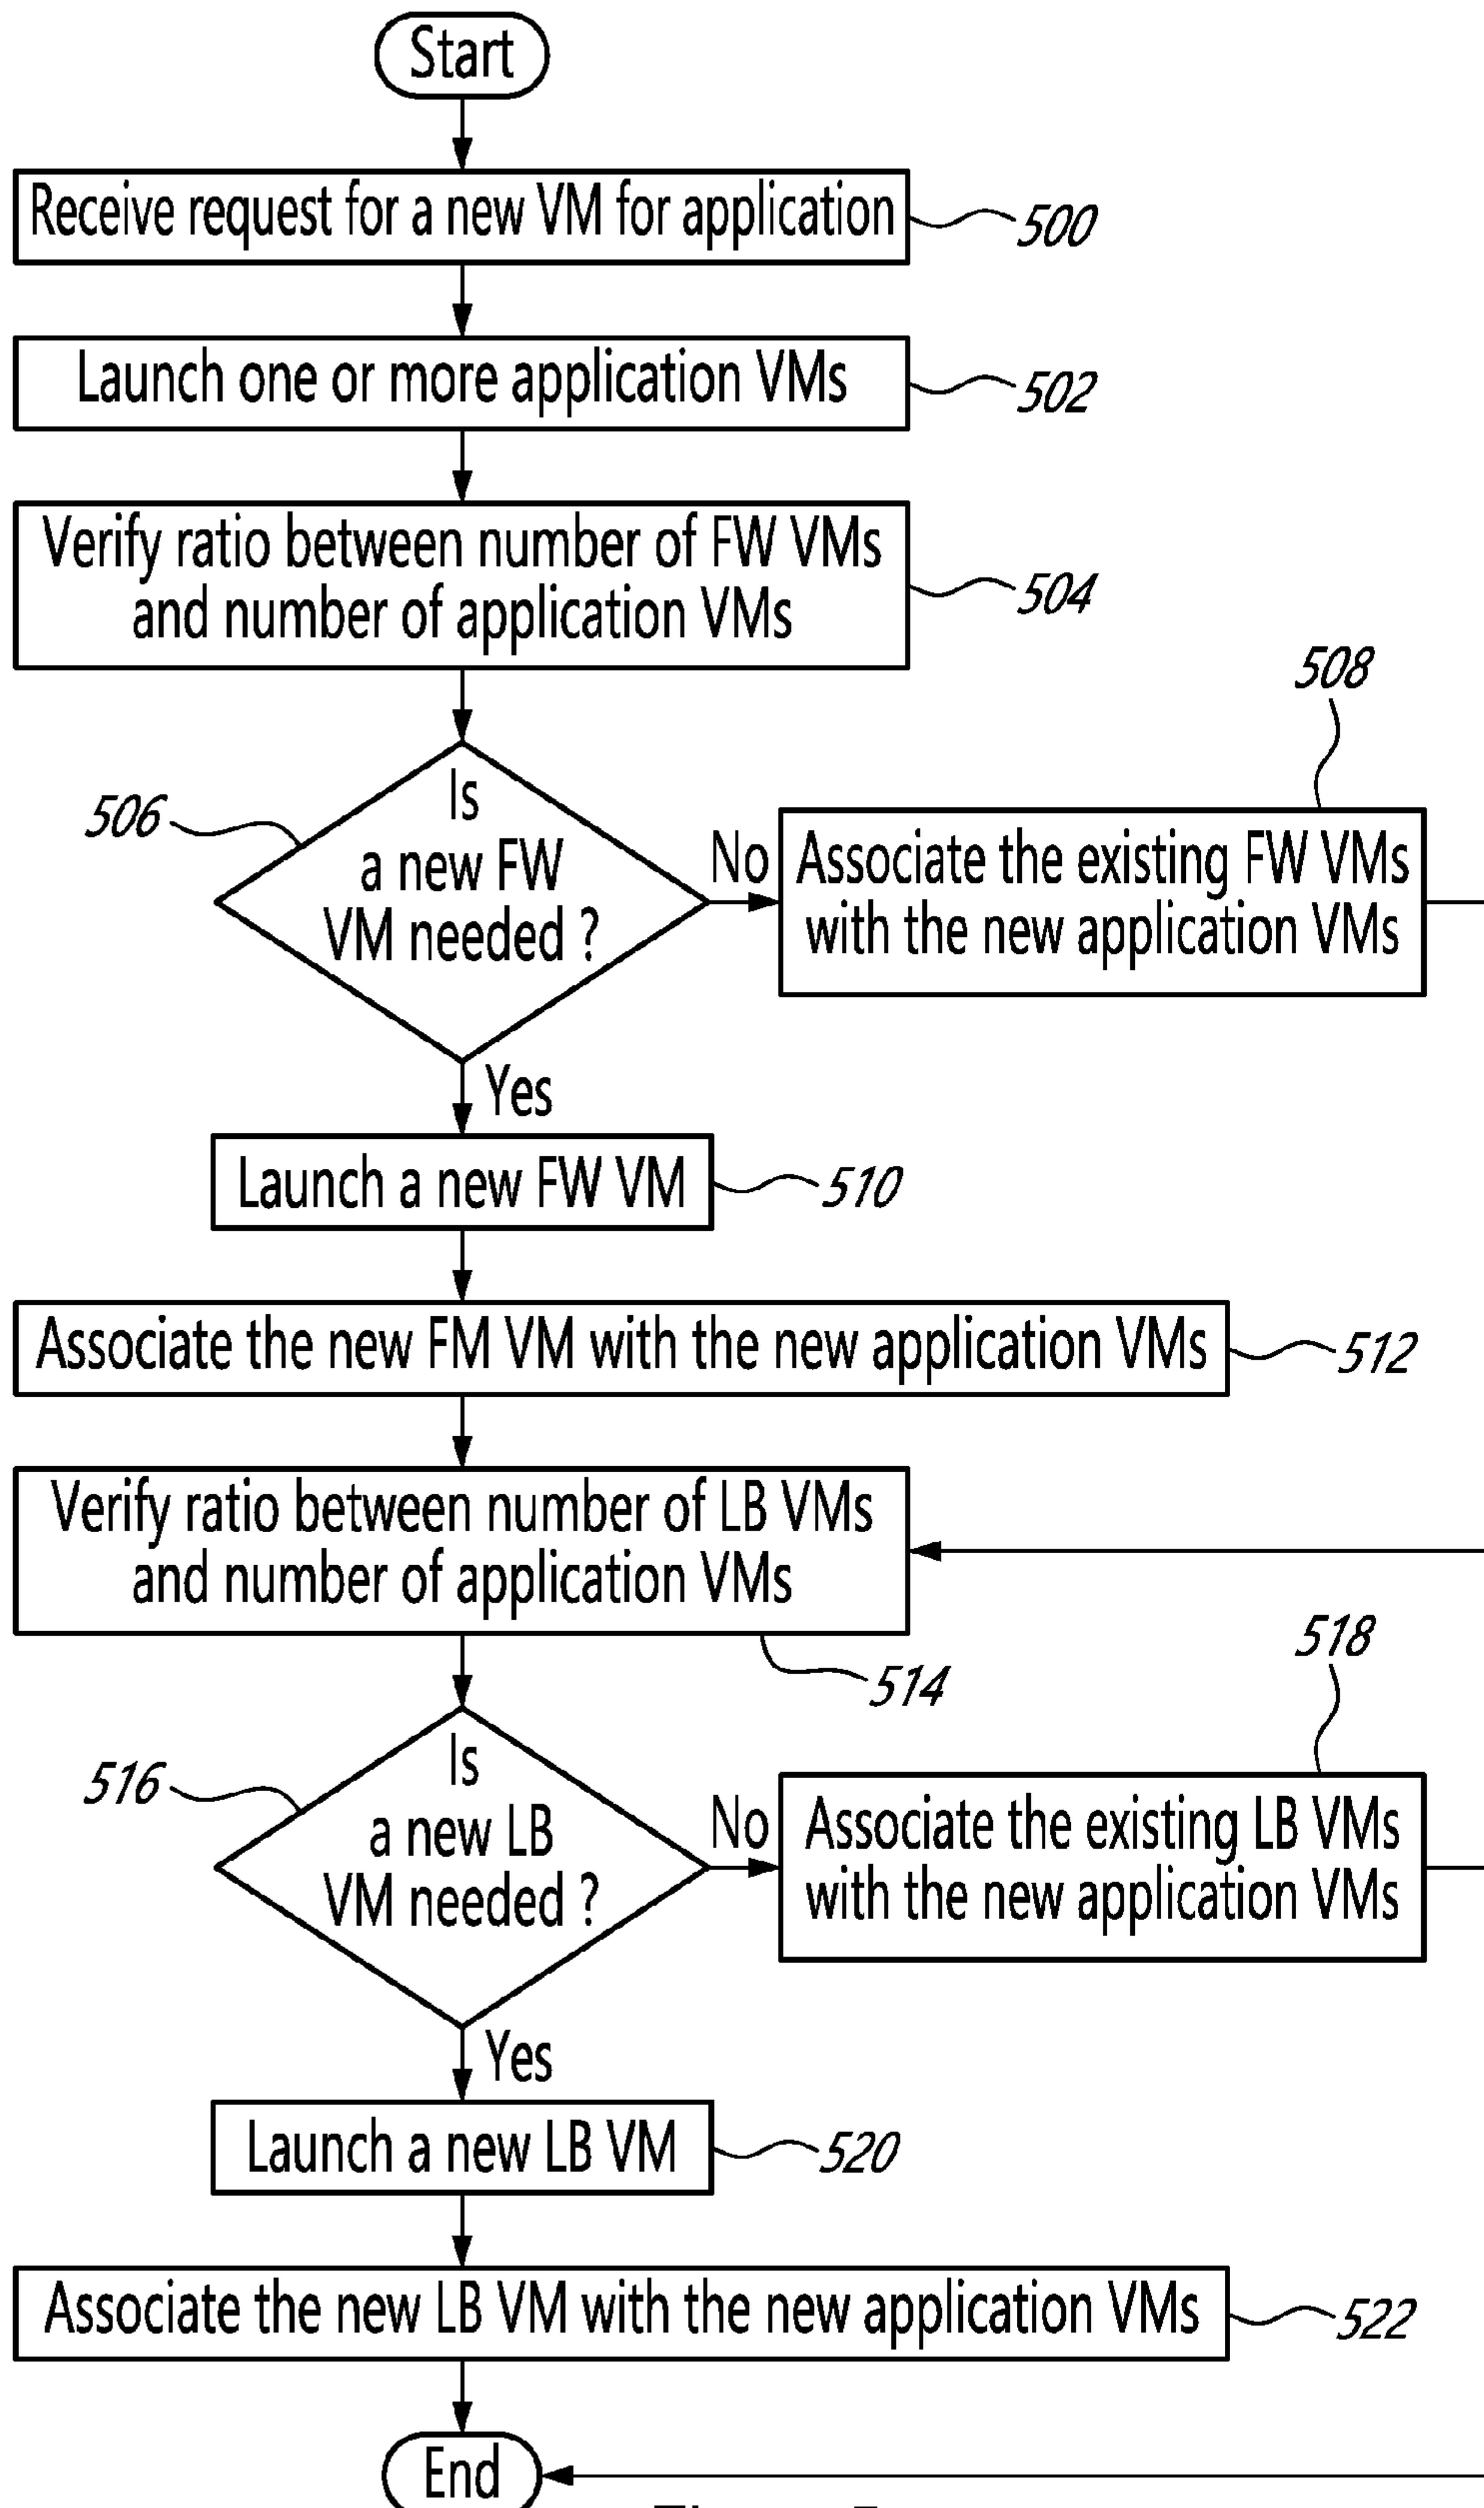 Start
Receive request for a new VM for application
500
Launch one or more application VMs
502
Verify ratio between number of FW VMs
and number of application VMs
504
508
506
Is
a new FW
VM needed ?
No
Associate the existing FW VMs
with the new application VMs
Yes
Launch a new FW VM
510
Associate the new FM VM with the new application VMs
512
Verify ratio between number of LB VMs
and number of application VMs
514
518
516
Is
a new LB
VM needed ?
No
Associate the existing LB VMs
with the new application VMs
Yes
Launch a new LB VM
520
Associate the new LB VM with the new application VMs
522
End